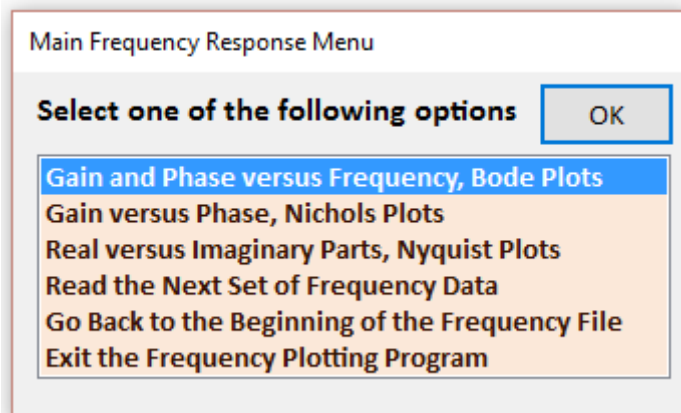 Main Frequency Response Menu
Select one of the following options
OK
Gain and Phase versus Frequency, Bode Plots
Gain versus Phase, Nichols Plots
Real versus Imaginary Parts, Nyquist Plots
Read the Next Set of Frequency Data
Go Back to the Beginning of the Frequency File
Exit the Frequency Plotting Program